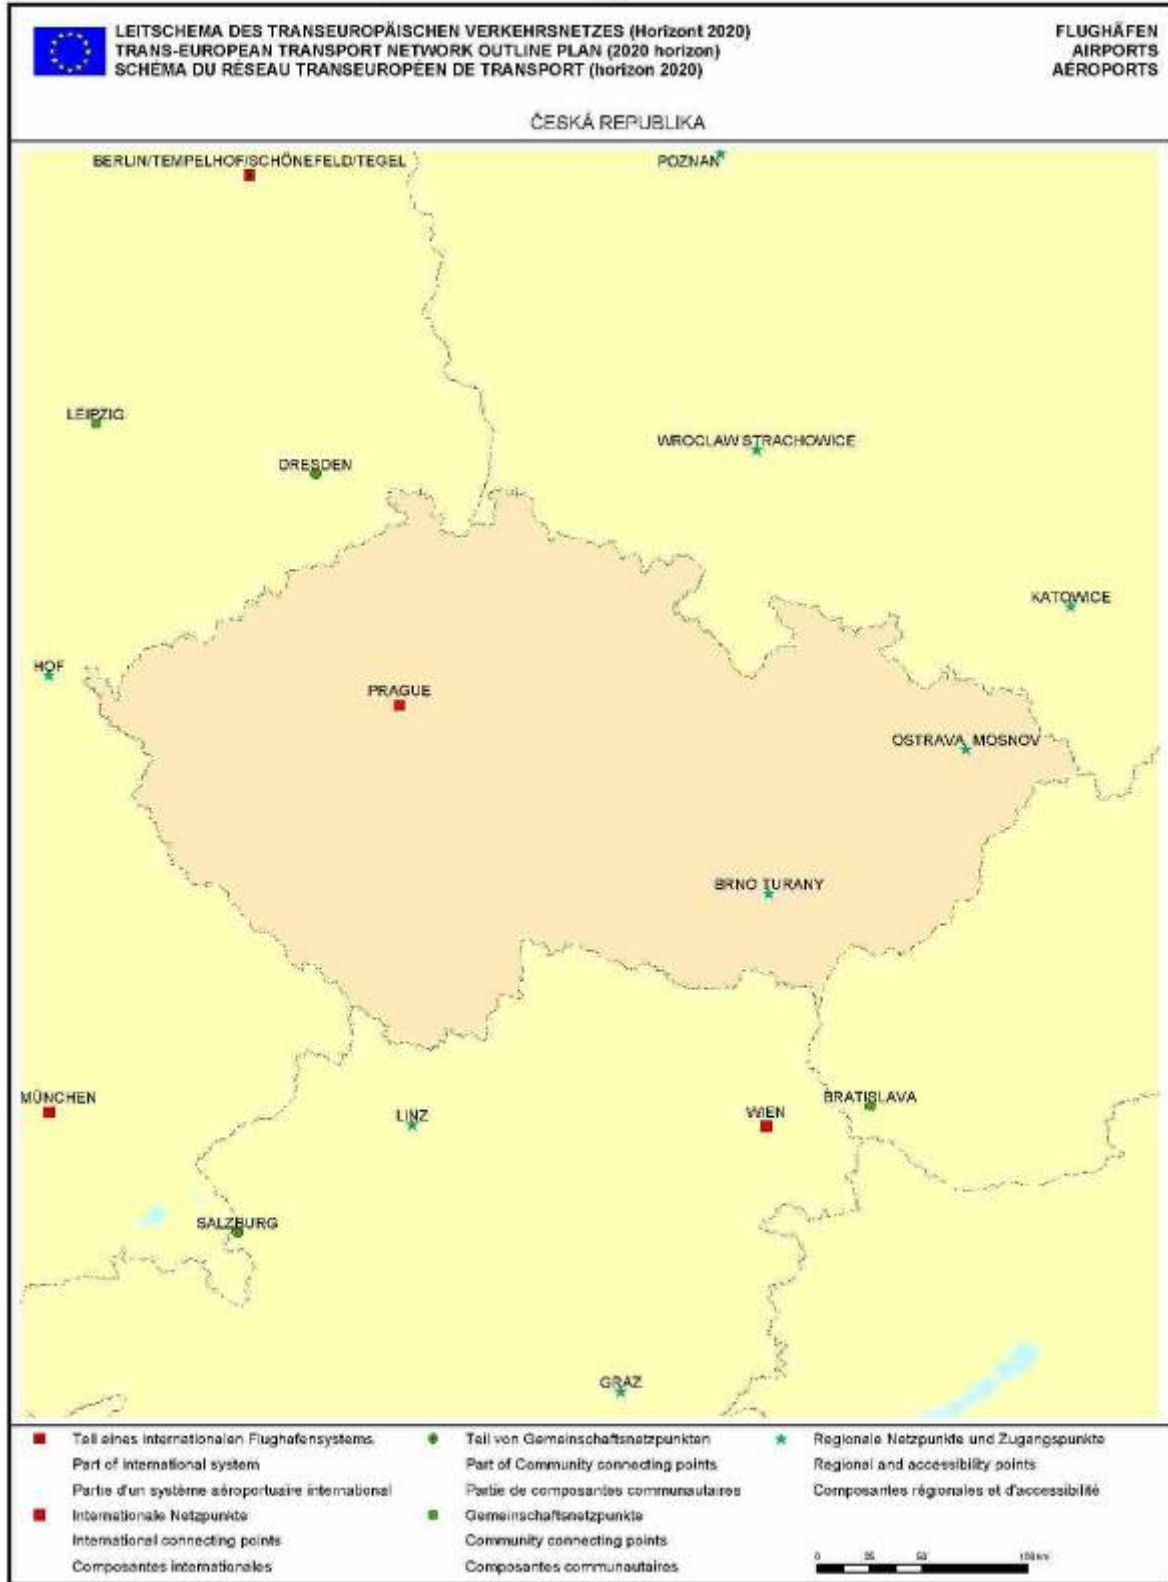 LEITSCHEMA DES TRANSEUROPÄISCHEN VERKEHRSNETZES (Horizont 2020)
TRANS-EUROPEAN TRANSPORT NETWORK OUTLINE PLAN (2020 horizon)
SCHÉMA DU RÉSEAU TRANSEUROPÉEN DE TRANSPORT (horizon 2020)
FLUGHÄFEN
AIRPORTS
AÉROPORTS
ČESKÁ REPUBLIKA
BERLIN/TEMPELHOF/SCHÖNEFELD/TEGEL
POZNAN
LEIPZIG
WROCLAW STRACHOWICE
DRESDEN
KATOWICE
HOF
PRAGUE
OSTRAVA MOSNOV
BRNO TURANY
MÜNCHEN
LINZ
WIEN
BRATISLAVA
SALZBURG
GRAZ
Teil eines internationalen Flughafensystems
Part of international system
Partie d'un système aéroportuaire international
Internationale Netzpunkte
International connecting points
Composantes internationales
Teil von Gemeinschaftsnetzpunkten
Part of Community connecting points
Partie de composantes communautaires
Gemeinschaftsnetzpunkte
Community connecting points
Composantes communautaires
Regionale Netzpunkte und Zugangspunkte
Regional and accessibility points
Composantes régionales et d'accessibilité
0 25 50